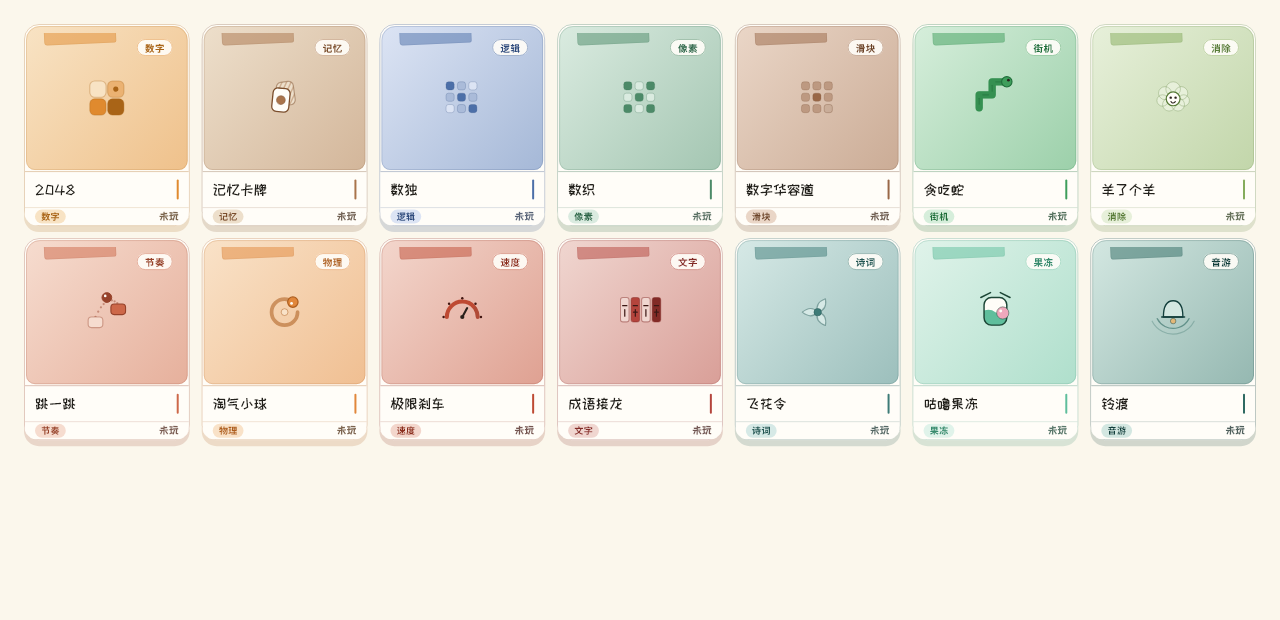 数字 记忆 逻辑 像素 滑块 街机 消除
2048 记忆卡牌 数独 数织 数字华容道 贪吃蛇 羊了个羊
数字 未玩 记忆 未玩 逻辑 未玩 像素 未玩 滑块 未玩 街机 未玩 消除 未玩
节奏 物理 速度 文字 诗词 果冻 音游
跳一跳 淘气小球 极限刹车 成语接龙 飞花令 咕噜果冻 铃渡
节奏 未玩 物理 未玩 速度 未玩 文字 未玩 诗词 未玩 果冻 未玩 音游 未玩